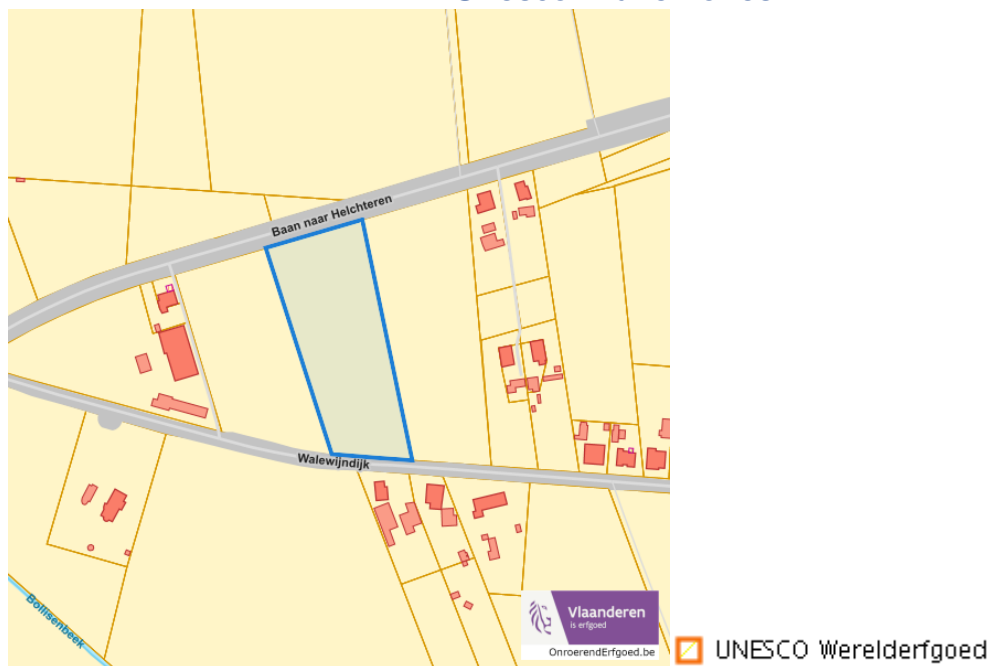 Baan naar Helchteren
Walewijndijk
Bollisenbeek
Vlaanderen
is erfgoed
OnroerendErfgoed.be
UNESCO Werelderfgoed